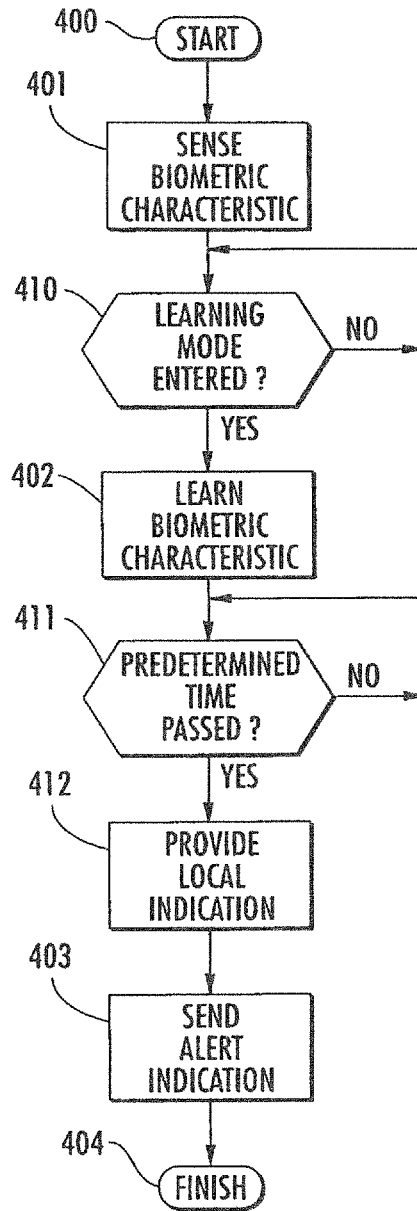 400
START
401
SENSE
BIOMETRIC
CHARACTERISTIC
410
LEARNING
MODE
ENTERED ?
NO
YES
402
LEARN
BIOMETRIC
CHARACTERISTIC
411
PREDETERMINED
TIME
PASSED ?
NO
YES
412
PROVIDE
LOCAL
INDICATION
403
SEND
ALERT
INDICATION
404
FINISH